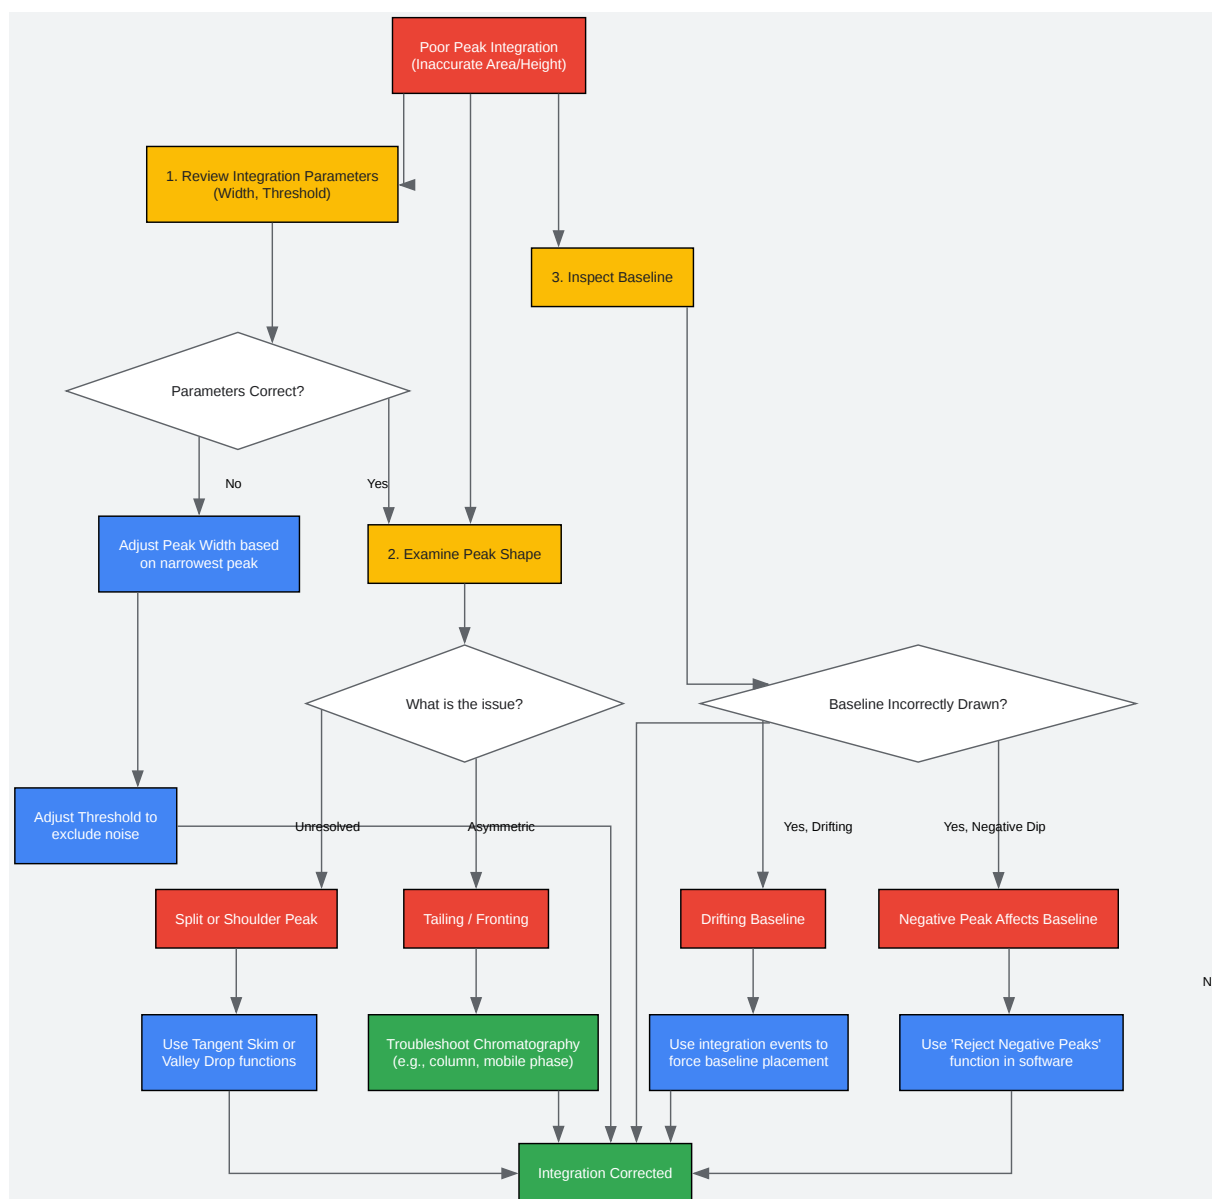 Poor Peak Integration
(Inaccurate Area/Height)
1. Review Integration Parameters
(Width, Threshold)
3. Inspect Baseline
Parameters Correct?
No
Yes
Adjust Peak Width based
on narrowest peak
2. Examine Peak Shape
What is the issue?
Baseline Incorrectly Drawn?
Adjust Threshold to
exclude noise
Unresolved
Asymmetric
Yes, Drifting
Yes, Negative Dip
Split or Shoulder Peak
Tailing / Fronting
Drifting Baseline
Negative Peak Affects Baseline
N
Use Tangent Skim or
Valley Drop functions
Troubleshoot Chromatography
(e.g., column, mobile phase)
Use integration events to
force baseline placement
Use 'Reject Negative Peaks'
function in software
Integration Corrected